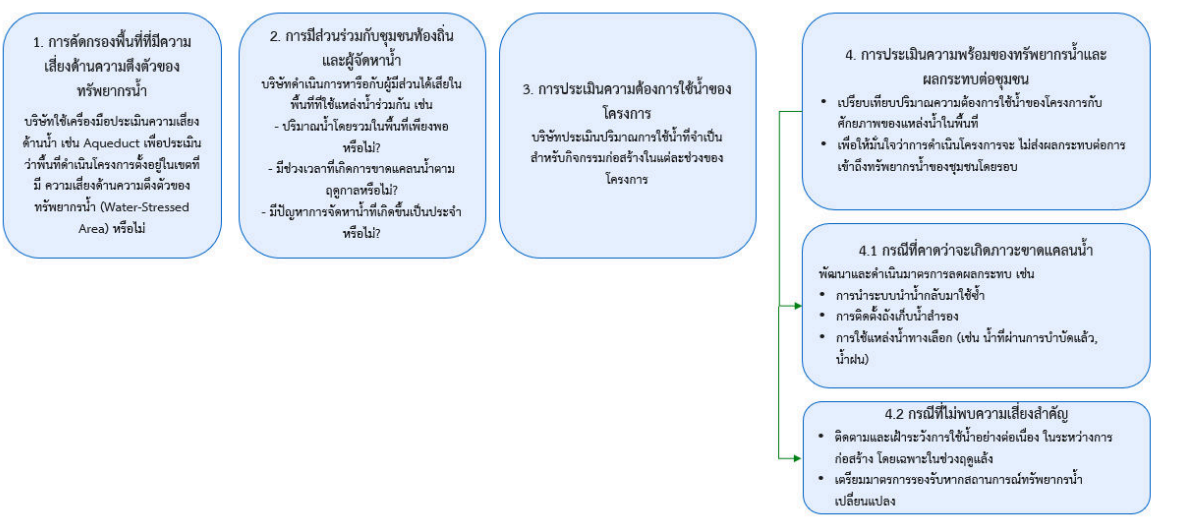 1. การคัดกรองพื้นที่ที่มีความ
เสี่ยงด้านความตึงตัวของ
ทรัพยากรน้ำ
บริษัทใช้เครื่องมือประเมินความเสี่ยง
ด้านน้ำ เช่น Aqueduct เพื่อประเมิน
ว่าพื้นที่ดำเนินโครงการตั้งอยู่ในเขตที่
มี ความเสี่ยงด้านความตึงตัวของ
ทรัพยากรน้ำ (Water-Stressed
Area) หรือไม่
2. การมีส่วนร่วมกับชุมชนท้องถิ่น
และผู้จัดหาน้ำ
บริษัทดำเนินการหารือกับผู้มีส่วนได้เสียใน
พื้นที่ที่ใช้แหล่งน้ำร่วมกัน เช่น
- ปริมาณน้ำโดยรวมในพื้นที่เพียงพอ
หรือไม่?
- มีช่วงเวลาที่เกิดการขาดแคลนน้ำตาม
ฤดูกาลหรือไม่?
- มีปัญหาการจัดหาน้ำที่เกิดขึ้นเป็นประจำ
หรือไม่?
3. การประเมินความต้องการใช้น้ำของ
โครงการ
บริษัทประเมินปริมาณการใช้น้ำที่จำเป็น
สำหรับกิจกรรมก่อสร้างในแต่ละช่วงของ
โครงการ
4. การประเมินความพร้อมของทรัพยากรน้ำและ
ผลกระทบต่อชุมชน
• เปรียบเทียบปริมาณความต้องการใช้น้ำของโครงการกับ
ศักยภาพของแหล่งน้ำในพื้นที่
• เพื่อให้มั่นใจว่าการดำเนินโครงการจะ ไม่ส่งผลกระทบต่อการ
เข้าถึงทรัพยากรน้ำของชุมชนโดยรอบ
4.1 กรณีที่คาดว่าจะเกิดภาวะขาดแคลนน้ำ
พัฒนาและดำเนินมาตรการลดผลกระทบ เช่น
• การนำระบบนำน้ำกลับมาใช้ซ้ำ
• การติดตั้งถังเก็บน้ำสำรอง
• การใช้แหล่งน้ำทางเลือก (เช่น น้ำที่ผ่านการบำบัดแล้ว,
น้ำฝน)
4.2 กรณีที่ไม่พบความเสี่ยงสำคัญ
• ติดตามและเฝ้าระวังการใช้น้ำอย่างต่อเนื่อง ในระหว่างการ
ก่อสร้าง โดยเฉพาะในช่วงฤดูแล้ง
• เตรียมมาตรการรองรับหากสถานการณ์ทรัพยากรน้ำ
เปลี่ยนแปลง